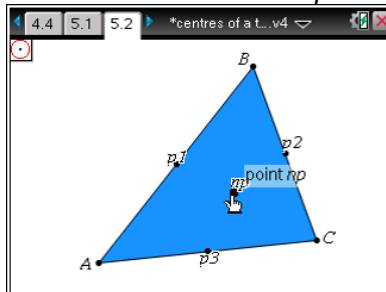 4.4 5.1 5.2 *centres of a t...v4
B
p1
p2
np point np
C
p3
A